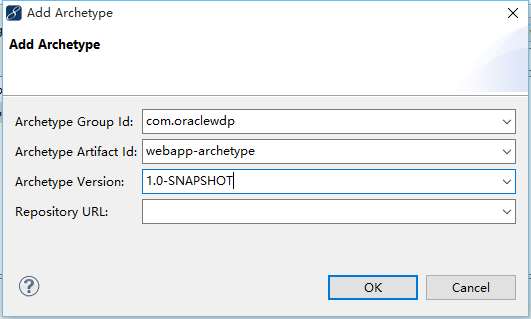 Add Archetype
Add Archetype
Archetype Group Id: com.oraclewdp
Archetype Artifact Id: webapp-archetype
Archetype Version: 1.0-SNAPSHOT
Repository URL:
? OK Cancel